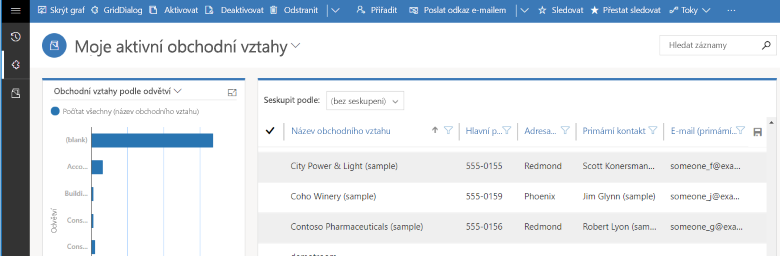 Skrýt graf GridDialog Aktivovat Deaktivovat Odstranit Přiřadit Poslat odkaz e-mailem Sledovat Přestat sledovat Toky ...
Moje aktivní obchodní vztahy
Hledat záznamy
Obchodní vztahy podle odvětví
Počítat všechny (název obchodního vztahu)
(blank)
Acco...
Buildi...
Cons...
Cons...
Odvětví
Seskupit podle: (bez seskupení)
Název obchodního vztahu Hlavní p... Adresa... Primární kontakt E-mail (primární...
City Power & Light (sample) 555-0155 Redmond Scott Konersman... someone_f@exa...
Coho Winery (sample) 555-0159 Phoenix Jim Glynn (sample) someone_j@exa...
Contoso Pharmaceuticals (sample) 555-0156 Redmond Robert Lyon (sam... someone_g@exa...